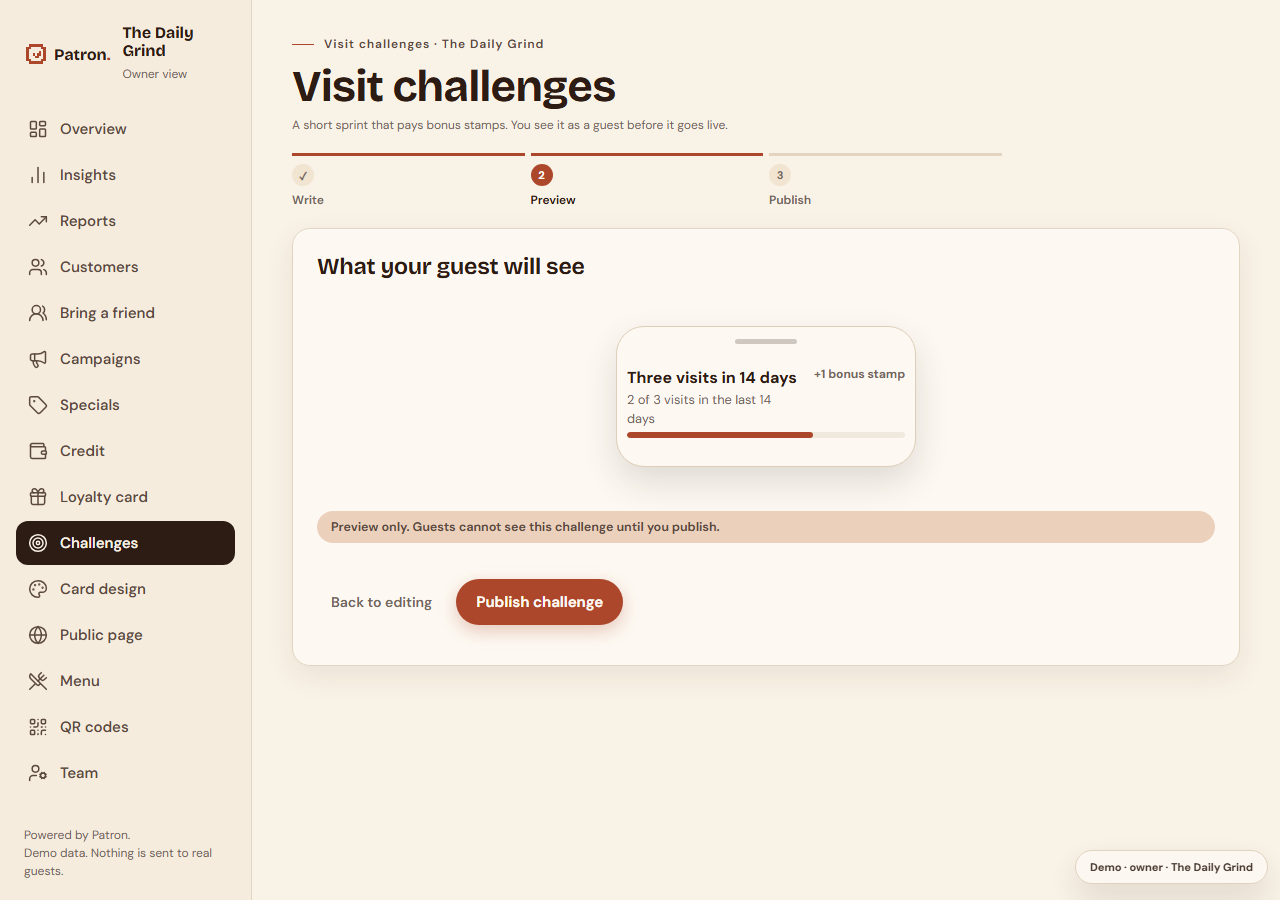 Patron.
The Daily
Grind
Owner view
Overview
Insights
Reports
Customers
Bring a friend
Campaigns
Specials
Credit
Loyalty card
Challenges
Card design
Public page
Menu
QR codes
Team
Powered by Patron.
Demo data. Nothing is sent to real
guests.
Visit challenges · The Daily Grind
Visit challenges
A short sprint that pays bonus stamps. You see it as a guest before it goes live.
✓
Write
2
Preview
3
Publish
What your guest will see
Three visits in 14 days
+1 bonus stamp
2 of 3 visits in the last 14
days
Preview only. Guests cannot see this challenge until you publish.
Back to editing
Publish challenge
Demo · owner · The Daily Grind